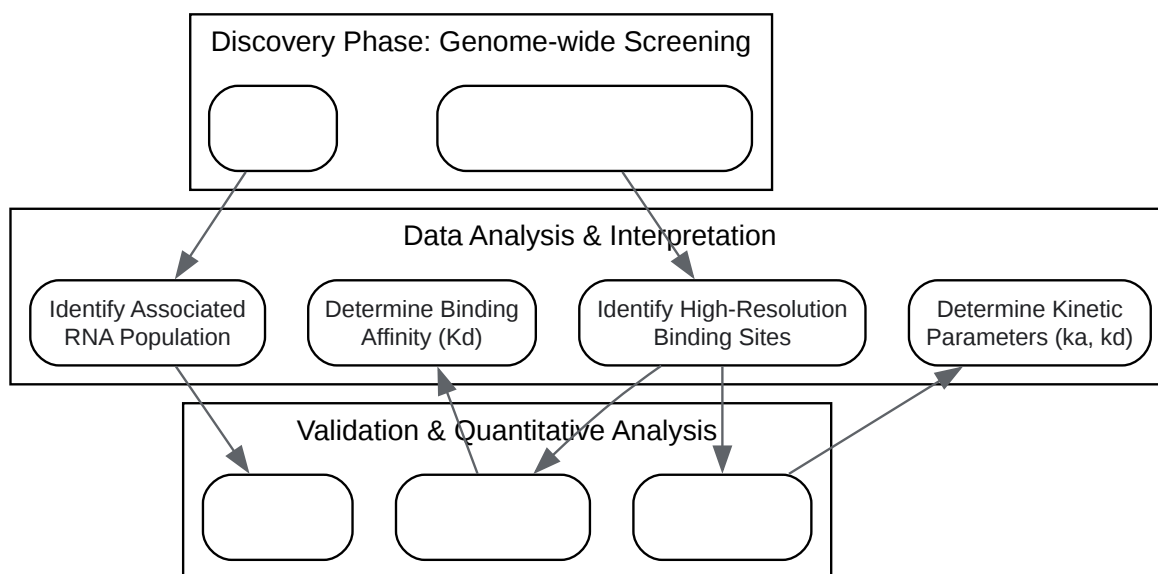 Discovery Phase: Genome-wide Screening
Data Analysis & Interpretation
Identify Associated
RNA Population
Determine Binding
Affinity (Kd)
Identify High-Resolution
Binding Sites
Determine Kinetic
Parameters (ka, kd)
Validation & Quantitative Analysis